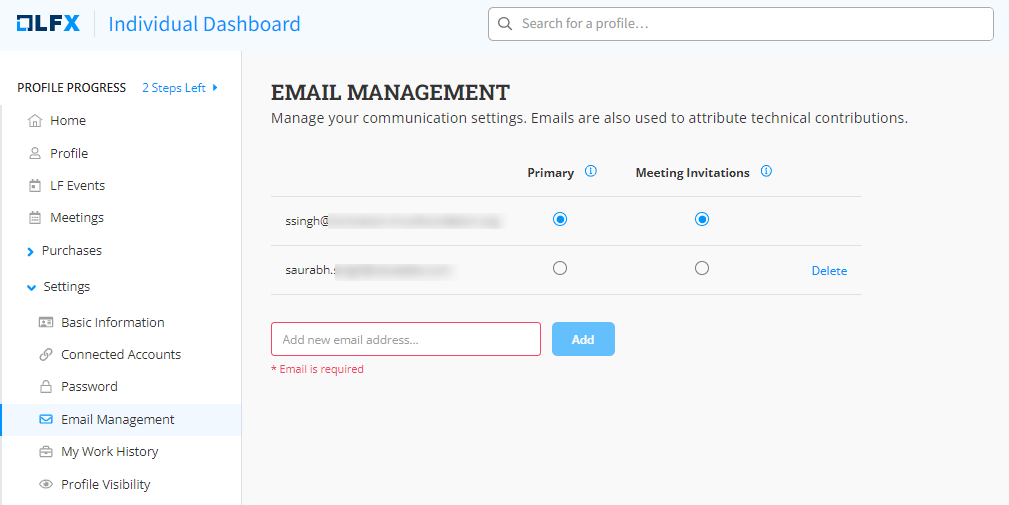 LFX Individual Dashboard
Search for a profile...
PROFILE PROGRESS 2 Steps Left
Home
Profile
LF Events
Meetings
Purchases
Settings
Basic Information
Connected Accounts
Password
Email Management
My Work History
Profile Visibility
EMAIL MANAGEMENT
Manage your communication settings. Emails are also used to attribute technical contributions.
Primary Meeting Invitations
ssingh@
saurabh.
Delete
Add new email address...
Add
* Email is required